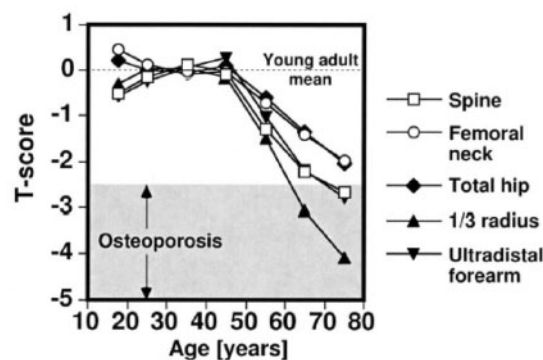 1
0
-1
-2
-3
-4
-5
T-score
Young adult
mean
Osteoporosis
10 20 30 40 50 60 70 80
Age [years]
Spine
Femoral
neck
Total hip
1/3 radius
Ultradistal
forearm